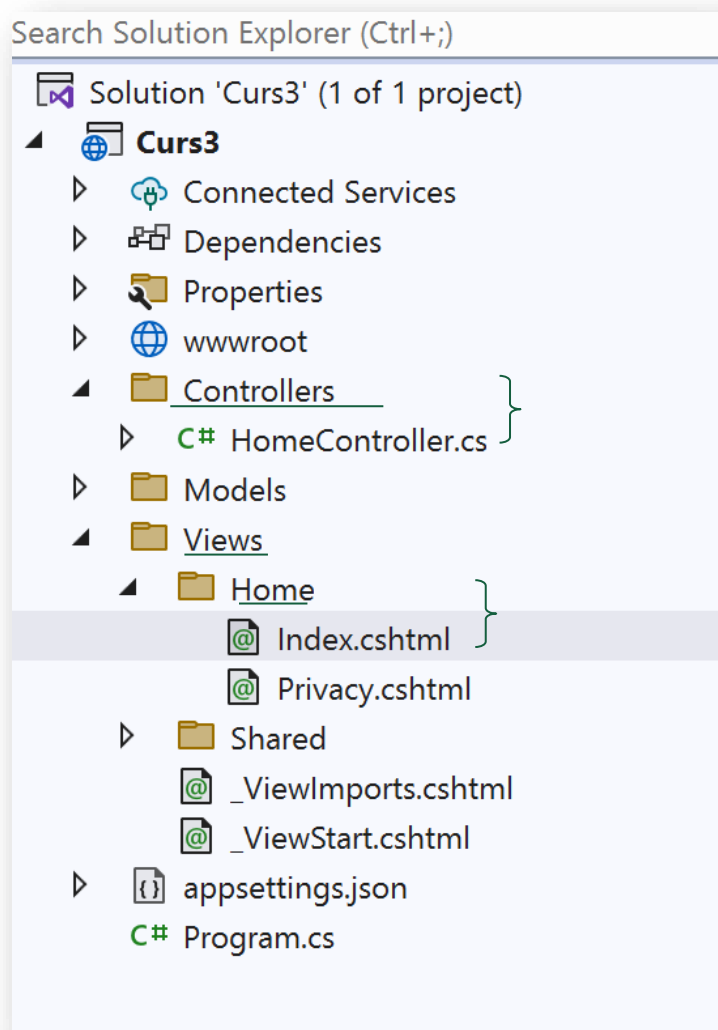 Search Solution Explorer (Ctrl+;)
Solution 'Curs3' (1 of 1 project)
Curs3
Connected Services
Dependencies
Properties
wwwroot
Controllers
C# HomeController.cs
Models
Views
Home
@ Index.cshtml
@ Privacy.cshtml
Shared
@ _ViewImports.cshtml
@ _ViewStart.cshtml
{} appsettings.json
C# Program.cs